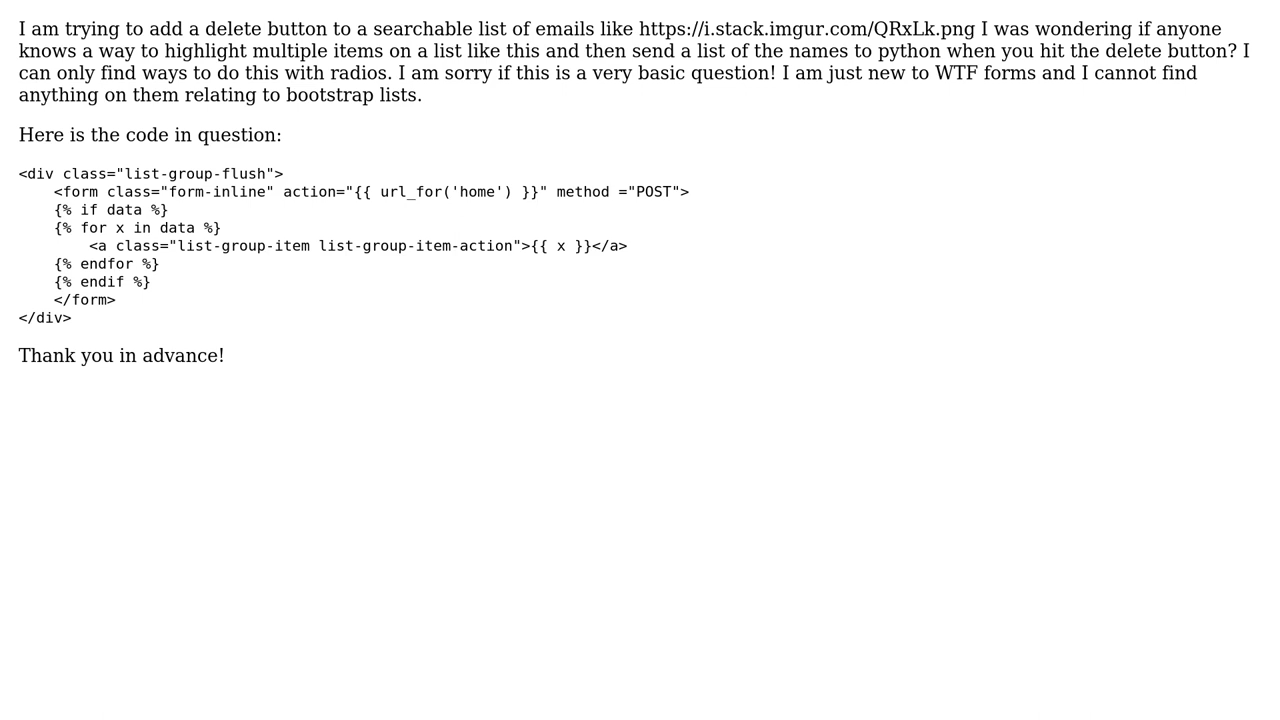 I am trying to add a delete button to a searchable list of emails like https://i.stack.imgur.com/QRxLk.png I was wondering if anyone
knows a way to highlight multiple items on a list like this and then send a list of the names to python when you hit the delete button? I
can only find ways to do this with radios. I am sorry if this is a very basic question! I am just new to WTF forms and I cannot find
anything on them relating to bootstrap lists.
Here is the code in question:
<div class="list-group-flush">
    <form class="form-inline" action="{{ url_for('home') }}" method ="POST">
    {% if data %}
    {% for x in data %}
        <a class="list-group-item list-group-item-action">{{ x }}</a>
    {% endfor %}
    {% endif %}
    </form>
</div>
Thank you in advance!